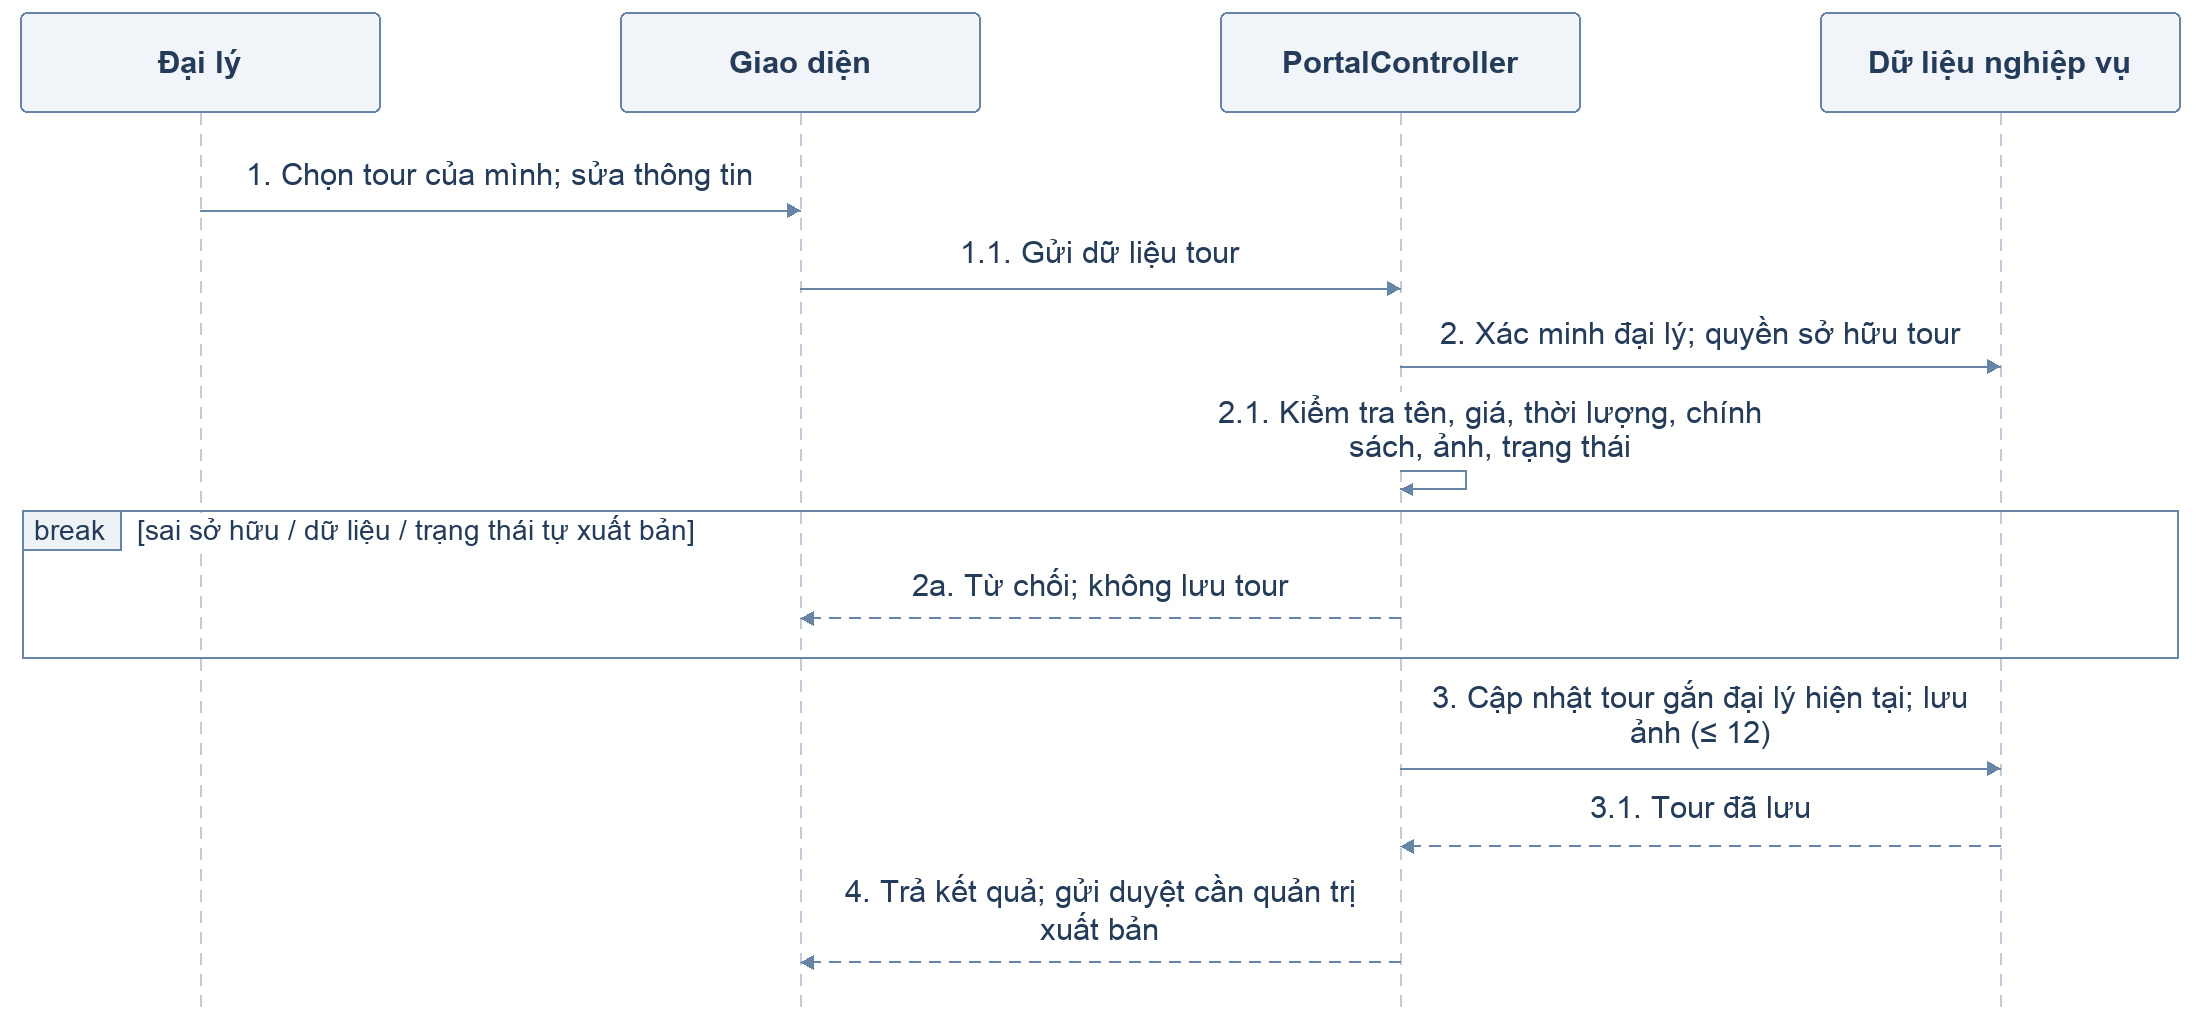 Đại lý
Giao diện
PortalController
Dữ liệu nghiệp vụ
1. Chọn tour của mình; sửa thông tin
1.1. Gửi dữ liệu tour
2. Xác minh đại lý; quyền sở hữu tour
2.1. Kiểm tra tên, giá, thời lượng, chính
sách, ảnh, trạng thái
break [sai sở hữu / dữ liệu / trạng thái tự xuất bản]
2a. Từ chối; không lưu tour
3. Cập nhật tour gắn đại lý hiện tại; lưu
ảnh (≤ 12)
3.1. Tour đã lưu
4. Trả kết quả; gửi duyệt cần quản trị
xuất bản